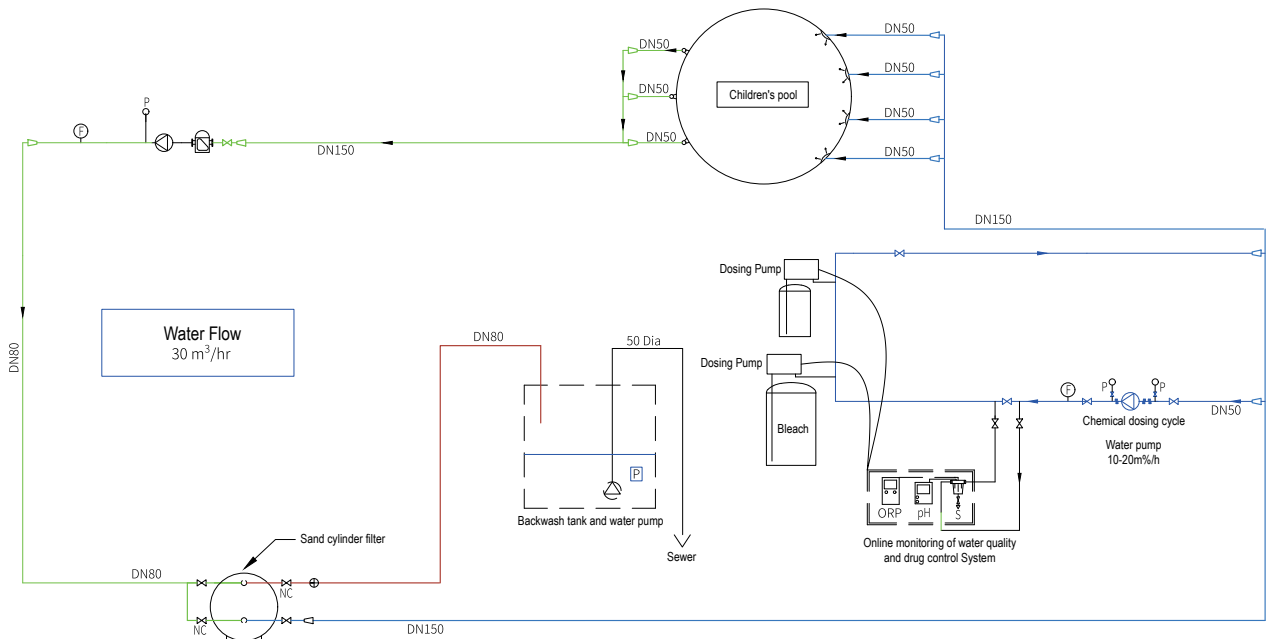 DN50
DN50
DN50
Children's pool
DN50
DN50
DN50
DN50
P
F
DN150
DN150
Dosing Pump
Water Flow
30 m³/hr
DN80
DN80
50 Dia
Dosing Pump
Bleach
F
P
P
DN50
Chemical dosing cycle
Water pump
10-20m%/h
P
ORP
pH
S
Backwash tank and water pump
Online monitoring of water quality
and drug control System
Sewer
Sand cylinder filter
DN80
NC
NC
DN150